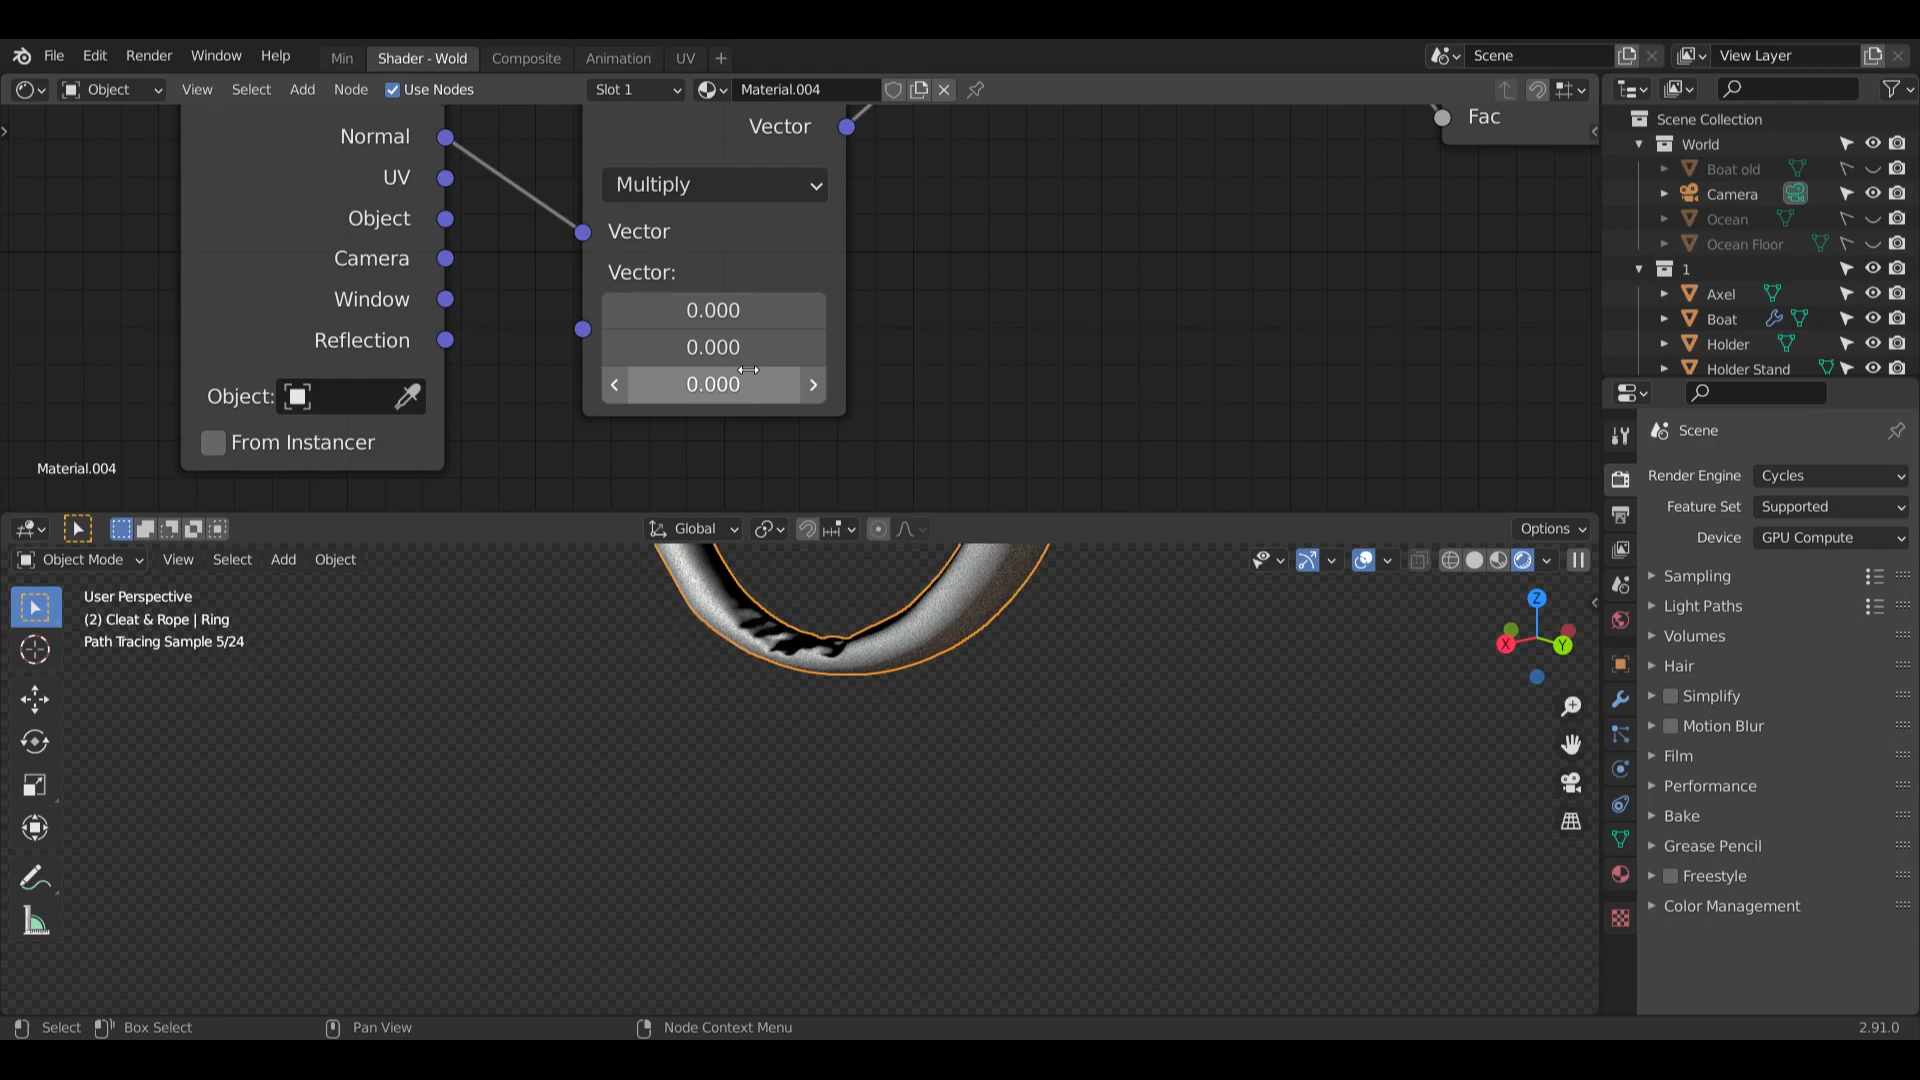 File Edit Render Window Help Min Shader - Wold Composite Animation UV + Scene View Layer
Object View Select Add Node Use Nodes Slot 1 Material.004
Normal
UV
Object
Camera
Window
Reflection
Object:
From Instancer
Material.004
Vector
Multiply
Vector
Vector:
0.000
0.000
0.000
Fac
Scene Collection
World
Boat old
Camera
Ocean
Ocean Floor
1
Axel
Boat
Holder
Holder Stand
Scene
Render Engine Cycles
Feature Set Supported
Device GPU Compute
Sampling
Light Paths
Volumes
Hair
Simplify
Motion Blur
Film
Performance
Bake
Grease Pencil
Freestyle
Color Management
Global Options
Object Mode View Select Add Object
User Perspective
(2) Cleat & Rope | Ring
Path Tracing Sample 5/24
Z
X
Y
Select Box Select Pan View Node Context Menu 2.91.0